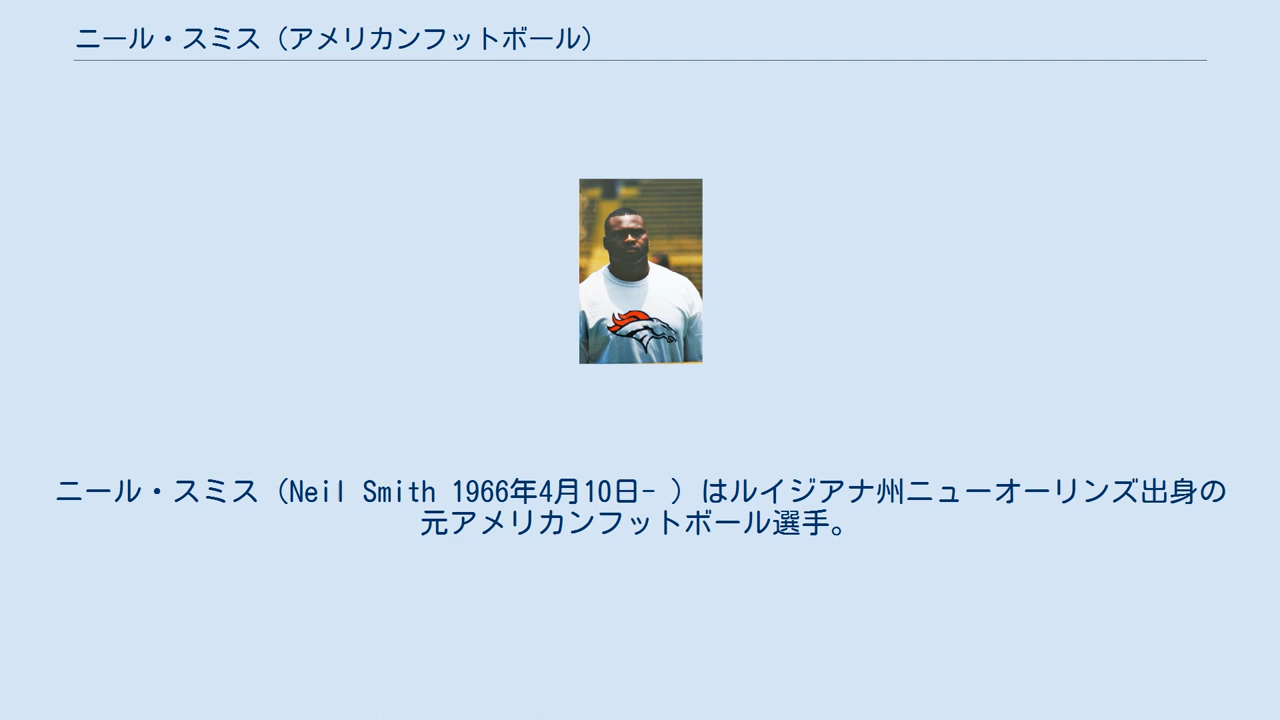 ニール・スミス（アメリカンフットボール）
ニール・スミス（Neil Smith 1966年4月10日- ）はルイジアナ州ニューオーリンズ出身の
元アメリカンフットボール選手。